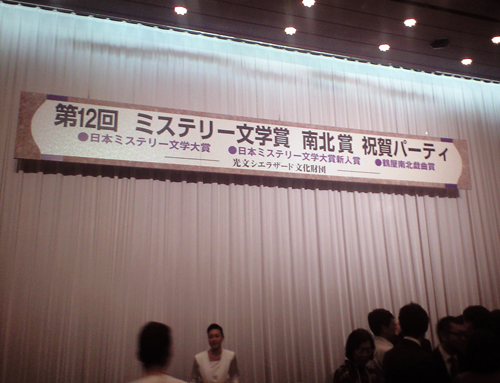 第12回 ミステリー文学賞 南北賞 祝賀パーティ
●日本ミステリー文学大賞 ●日本ミステリー文学大賞新人賞 ●鶴屋南北戯曲賞
光文シエラザード文化財団